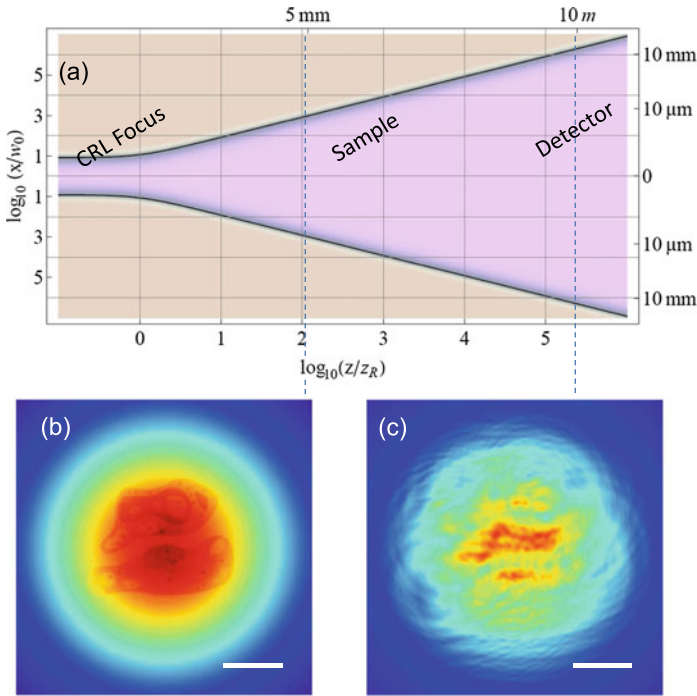 5 mm
10 m
(a)
CRL Focus
Sample
Detector
log10 (x/w0)
5
3
1
1
3
5
10 mm
10 μm
0
10 μm
10 mm
0
1
2
3
4
5
log10(z/zR)
(b)
(c)